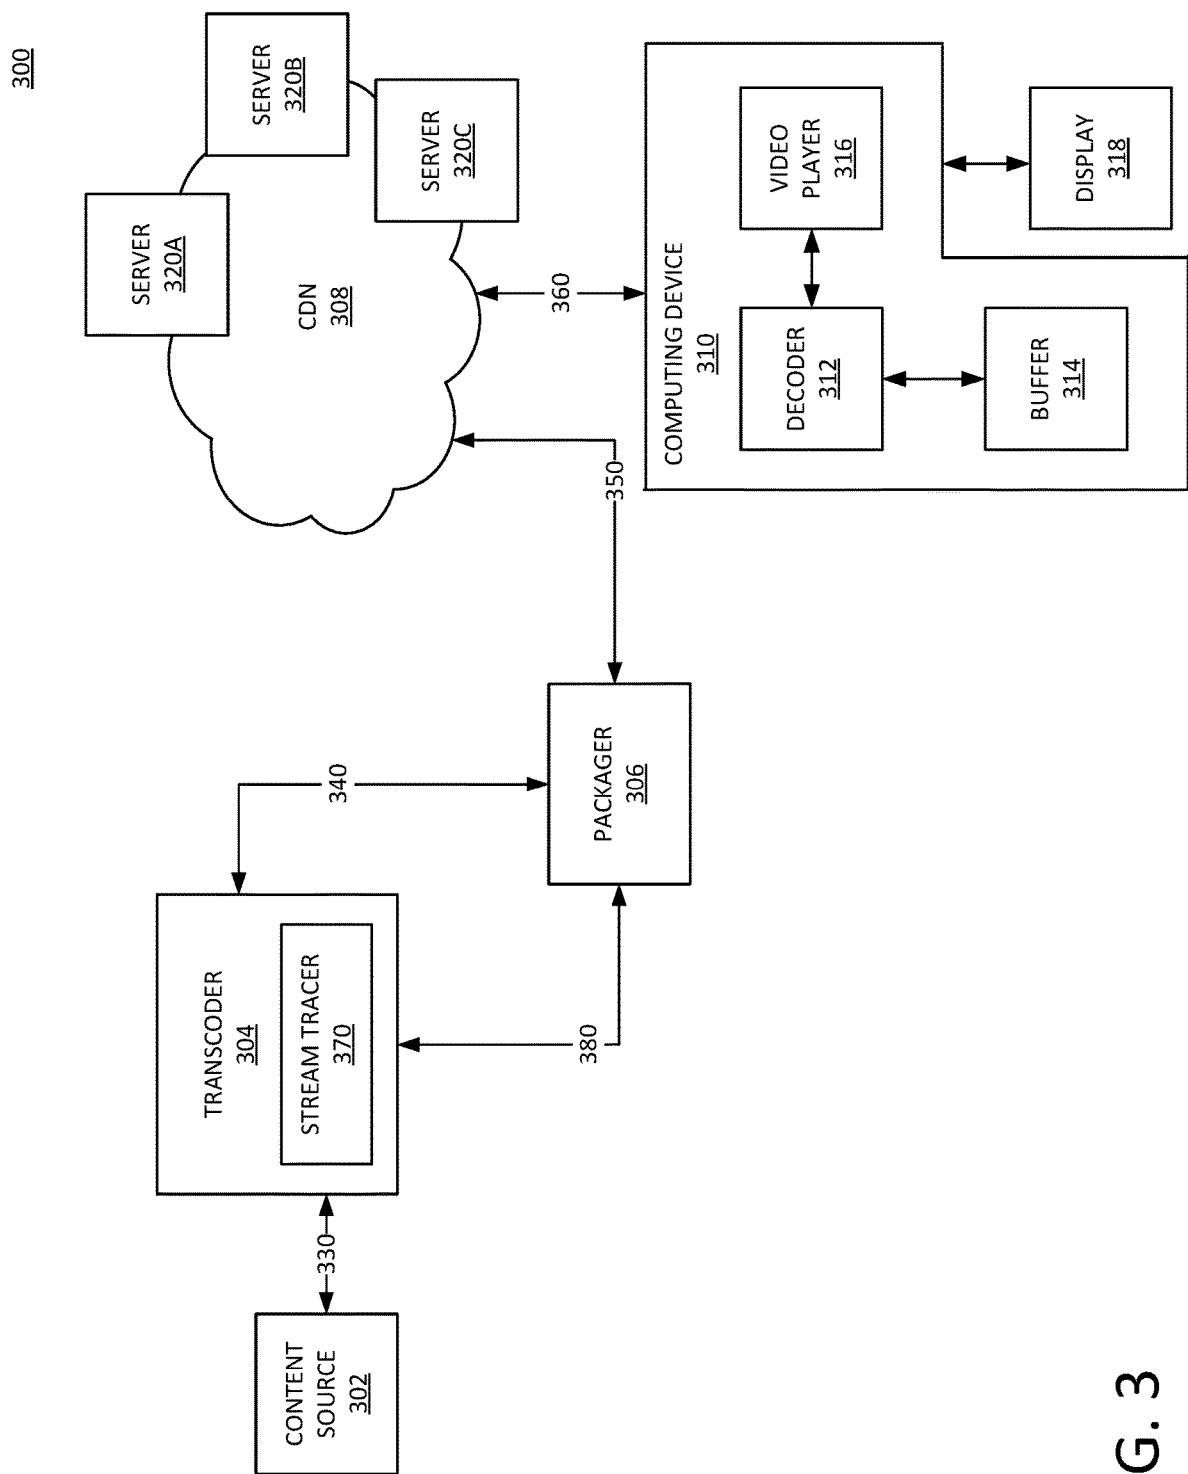 300
SERVER
320A
SERVER
320B
SERVER
320C
CDN
308
TRANSCODER
304
STREAM TRACER
370
CONTENT
SOURCE
302
330
340
380
PACKAGER
306
350
360
COMPUTING DEVICE
310
DECODER
312
VIDEO
PLAYER
316
BUFFER
314
DISPLAY
318
G. 3